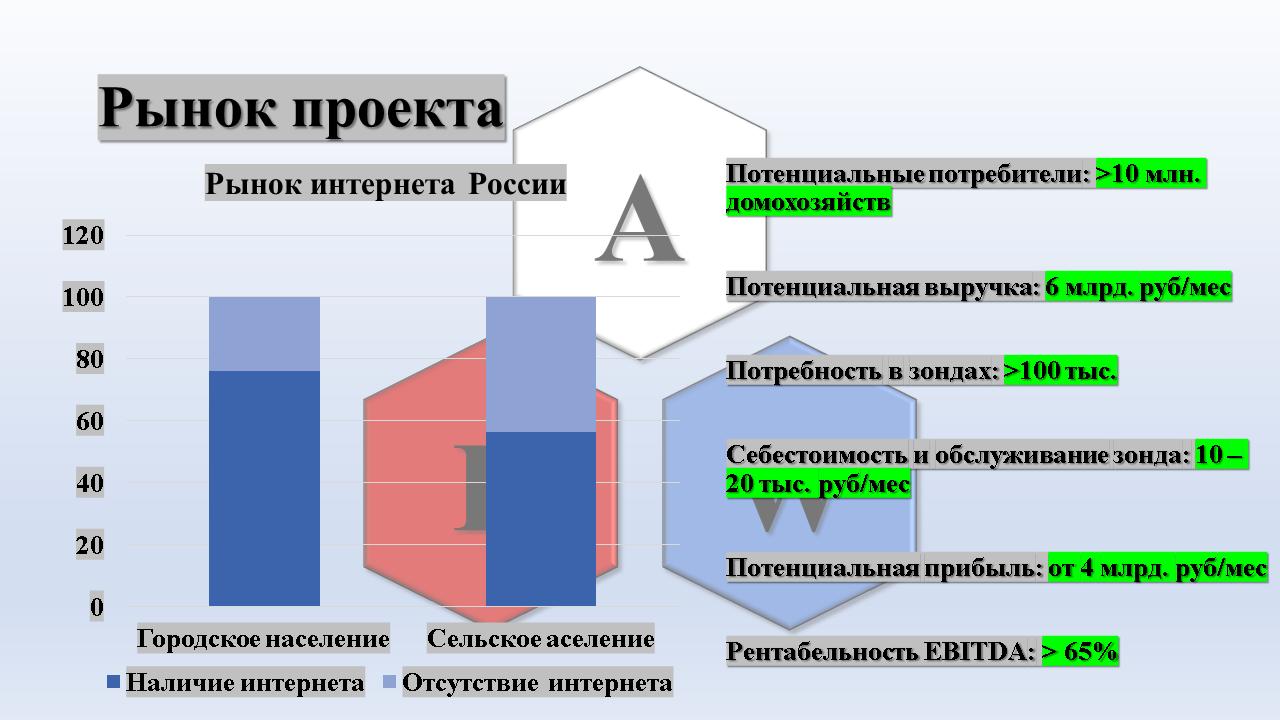 Рынок проекта
Рынок интернета России
120
100
80
60
40
20
0
Городское население
Сельское аселение
Наличие интернета
Отсутствие интернета
A
W
Потенциальные потребители: >10 млн.
домохозяйств
Потенциальная выручка: 6 млрд. руб/мес
Потребность в зондах: >100 тыс.
Себестоимость и обслуживание зонда: 10 –
20 тыс. руб/мес
Потенциальная прибыль: от 4 млрд. руб/мес
Рентабельность EBITDA: > 65%